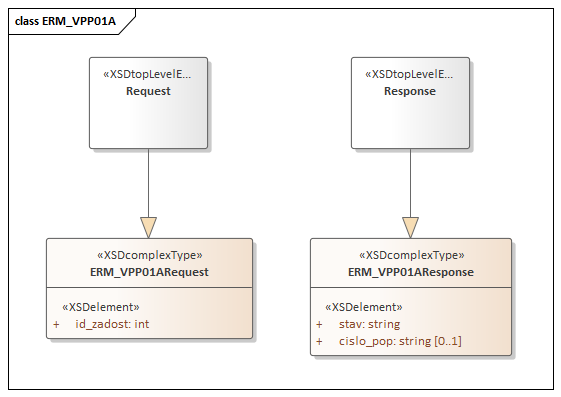 class ERM_VPP01A
«XSDtopLevelE...
Request
«XSDtopLevelE...
Response
«XSDcomplexType»
ERM_VPP01ARequest
«XSDelement»
+ id_zadost: int
«XSDcomplexType»
ERM_VPP01AResponse
«XSDelement»
+ stav: string
+ cislo_pop: string [0..1]